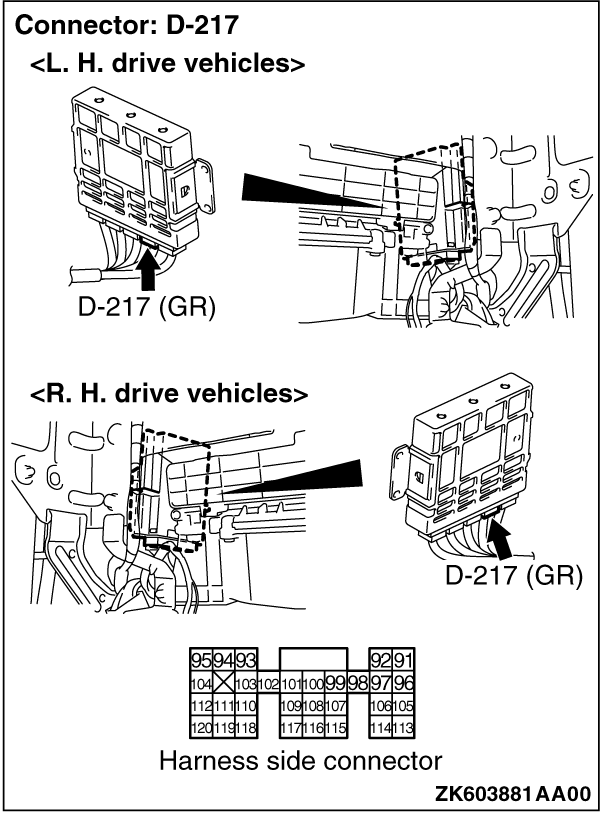 Connector: D-217
<L. H. drive vehicles>
D-217 (GR)
<R. H. drive vehicles>
D-217 (GR)
95 94 93 92 91
104 103 102 101 100 99 98 97 96
112 111 110 109 108 107 106 105
120 119 118 117 116 115 114 113
Harness side connector
ZK603881AA00